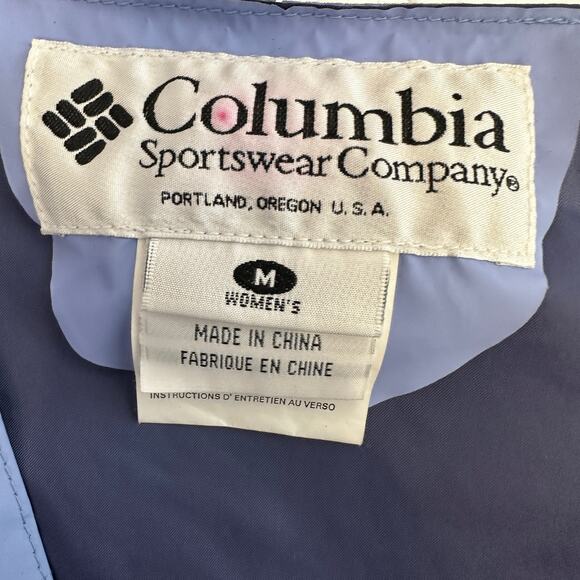 Columbia
Sportswear Company®
PORTLAND, OREGON U.S.A.
M
WOMEN'S
MADE IN CHINA
FABRIQUE EN CHINE
INSTRUCTIONS D'ENTRETIEN AU VERSO